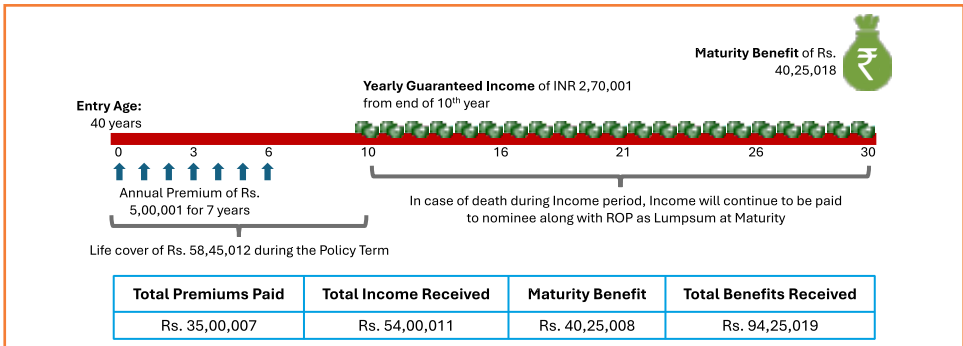 Maturity Benefit of Rs.
40,25,018
₹
Yearly Guaranteed Income of INR 2,70,001
from end of 10th year
Entry Age:
40 years
0 3 6 10 16 21 26 30
Annual Premium of Rs.
5,00,001 for 7 years
In case of death during Income period, Income will continue to be paid
to nominee along with ROP as Lumpsum at Maturity
Life cover of Rs. 58,45,012 during the Policy Term
Total Premiums Paid Total Income Received Maturity Benefit Total Benefits Received
Rs. 35,00,007 Rs. 54,00,011 Rs. 40,25,008 Rs. 94,25,019